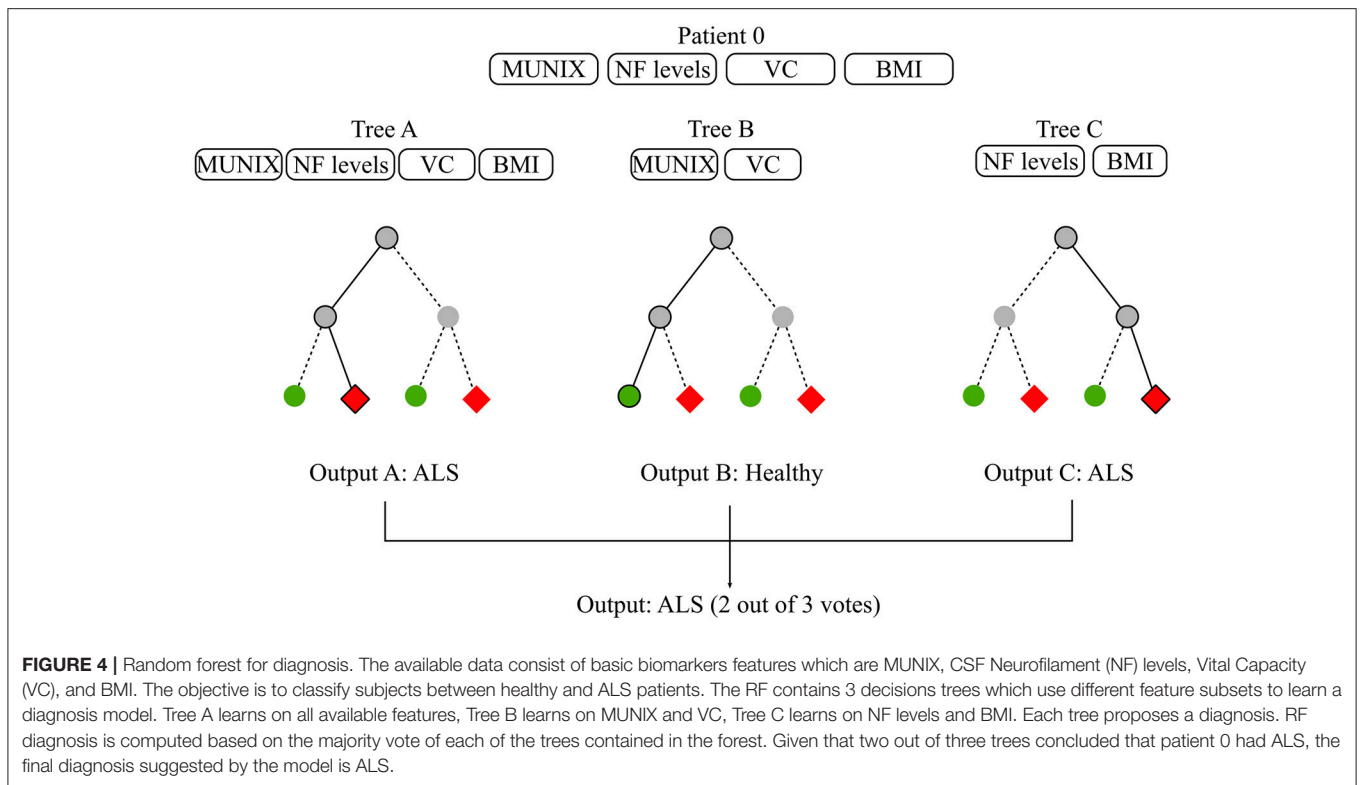 Patient 0
MUNIX NF levels VC BMI
Tree A Tree B Tree C
MUNIX NF levels VC BMI MUNIX VC NF levels BMI
Output A: ALS Output B: Healthy Output C: ALS
Output: ALS (2 out of 3 votes)
FIGURE 4 | Random forest for diagnosis. The available data consist of basic biomarkers features which are MUNIX, CSF Neurofilament (NF) levels, Vital Capacity
(VC), and BMI. The objective is to classify subjects between healthy and ALS patients. The RF contains 3 decisions trees which use different feature subsets to learn a
diagnosis model. Tree A learns on all available features, Tree B learns on MUNIX and VC, Tree C learns on NF levels and BMI. Each tree proposes a diagnosis. RF
diagnosis is computed based on the majority vote of each of the trees contained in the forest. Given that two out of three trees concluded that patient 0 had ALS, the
final diagnosis suggested by the model is ALS.